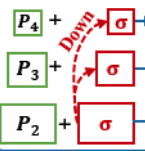 Down
P₄ + σ
P₃ + σ
P₂ + σ